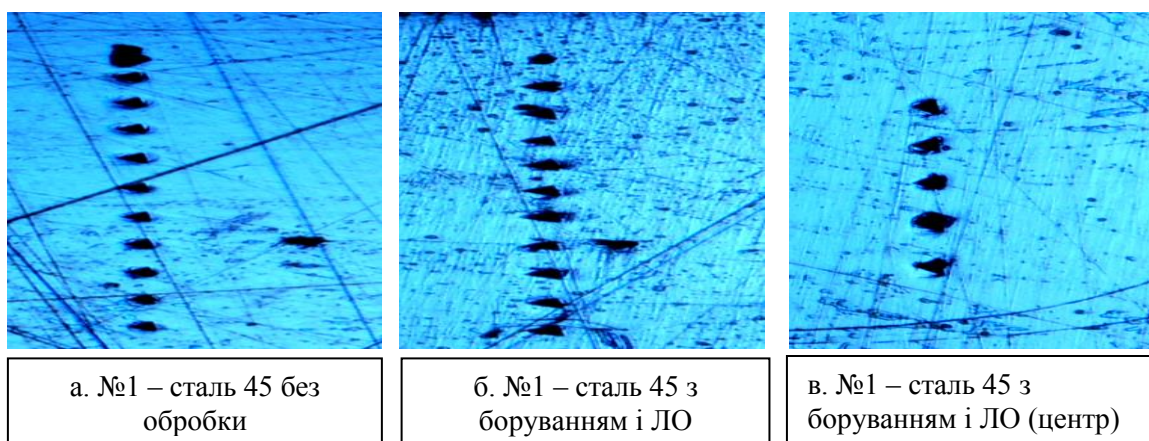 а. №1 – сталь 45 без
обробки
б. №1 – сталь 45 з
боруванням і ЛО
в. №1 – сталь 45 з
боруванням і ЛО (центр)